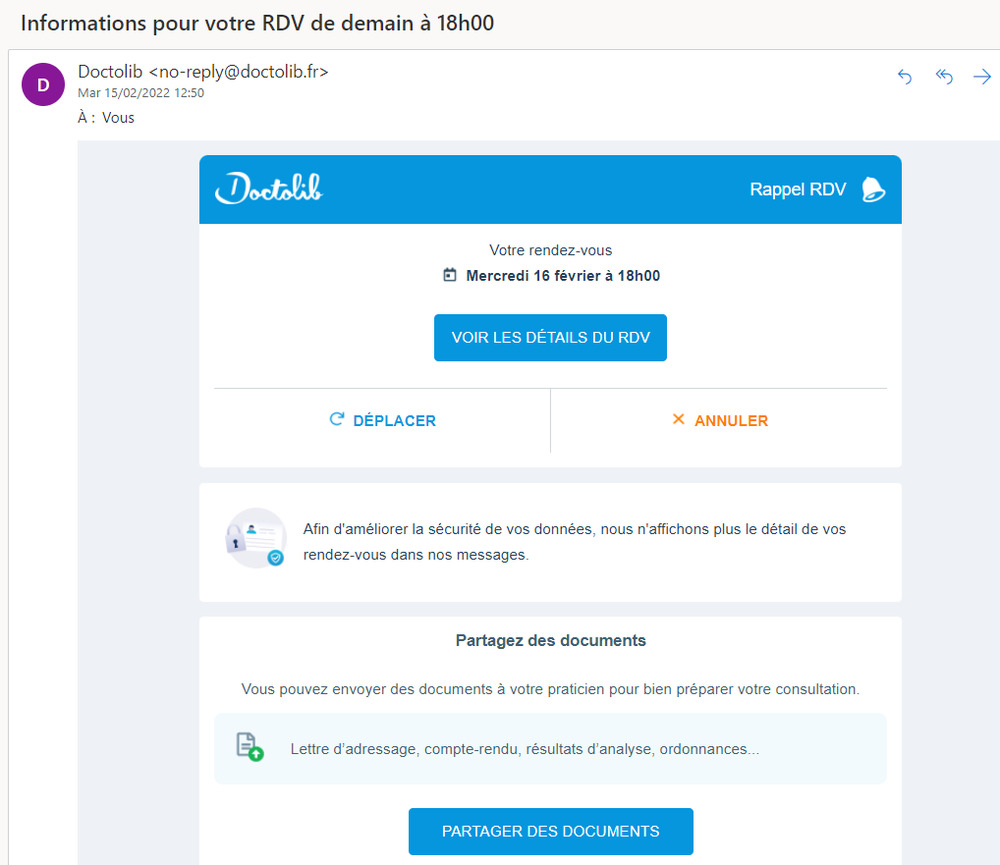 Informations pour votre RDV de demain à 18h00
D
Doctolib <no-reply@doctolib.fr>
Mar 15/02/2022 12:50
À : Vous
Doctolib
Rappel RDV
Votre rendez-vous
Mercredi 16 février à 18h00
VOIR LES DÉTAILS DU RDV
DÉPLACER
ANNULER
Afin d'améliorer la sécurité de vos données, nous n'affichons plus le détail de vos
rendez-vous dans nos messages.
Partagez des documents
Vous pouvez envoyer des documents à votre praticien pour bien préparer votre consultation.
Lettre d’adressage, compte-rendu, résultats d’analyse, ordonnances...
PARTAGER DES DOCUMENTS